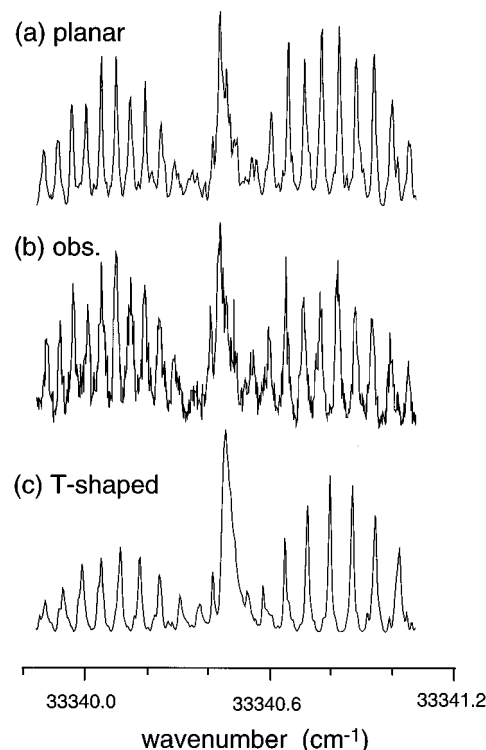 (a) planar
(b) obs.
(c) T-shaped
33340.0 33340.6 33341.2
wavenumber (cm⁻¹)